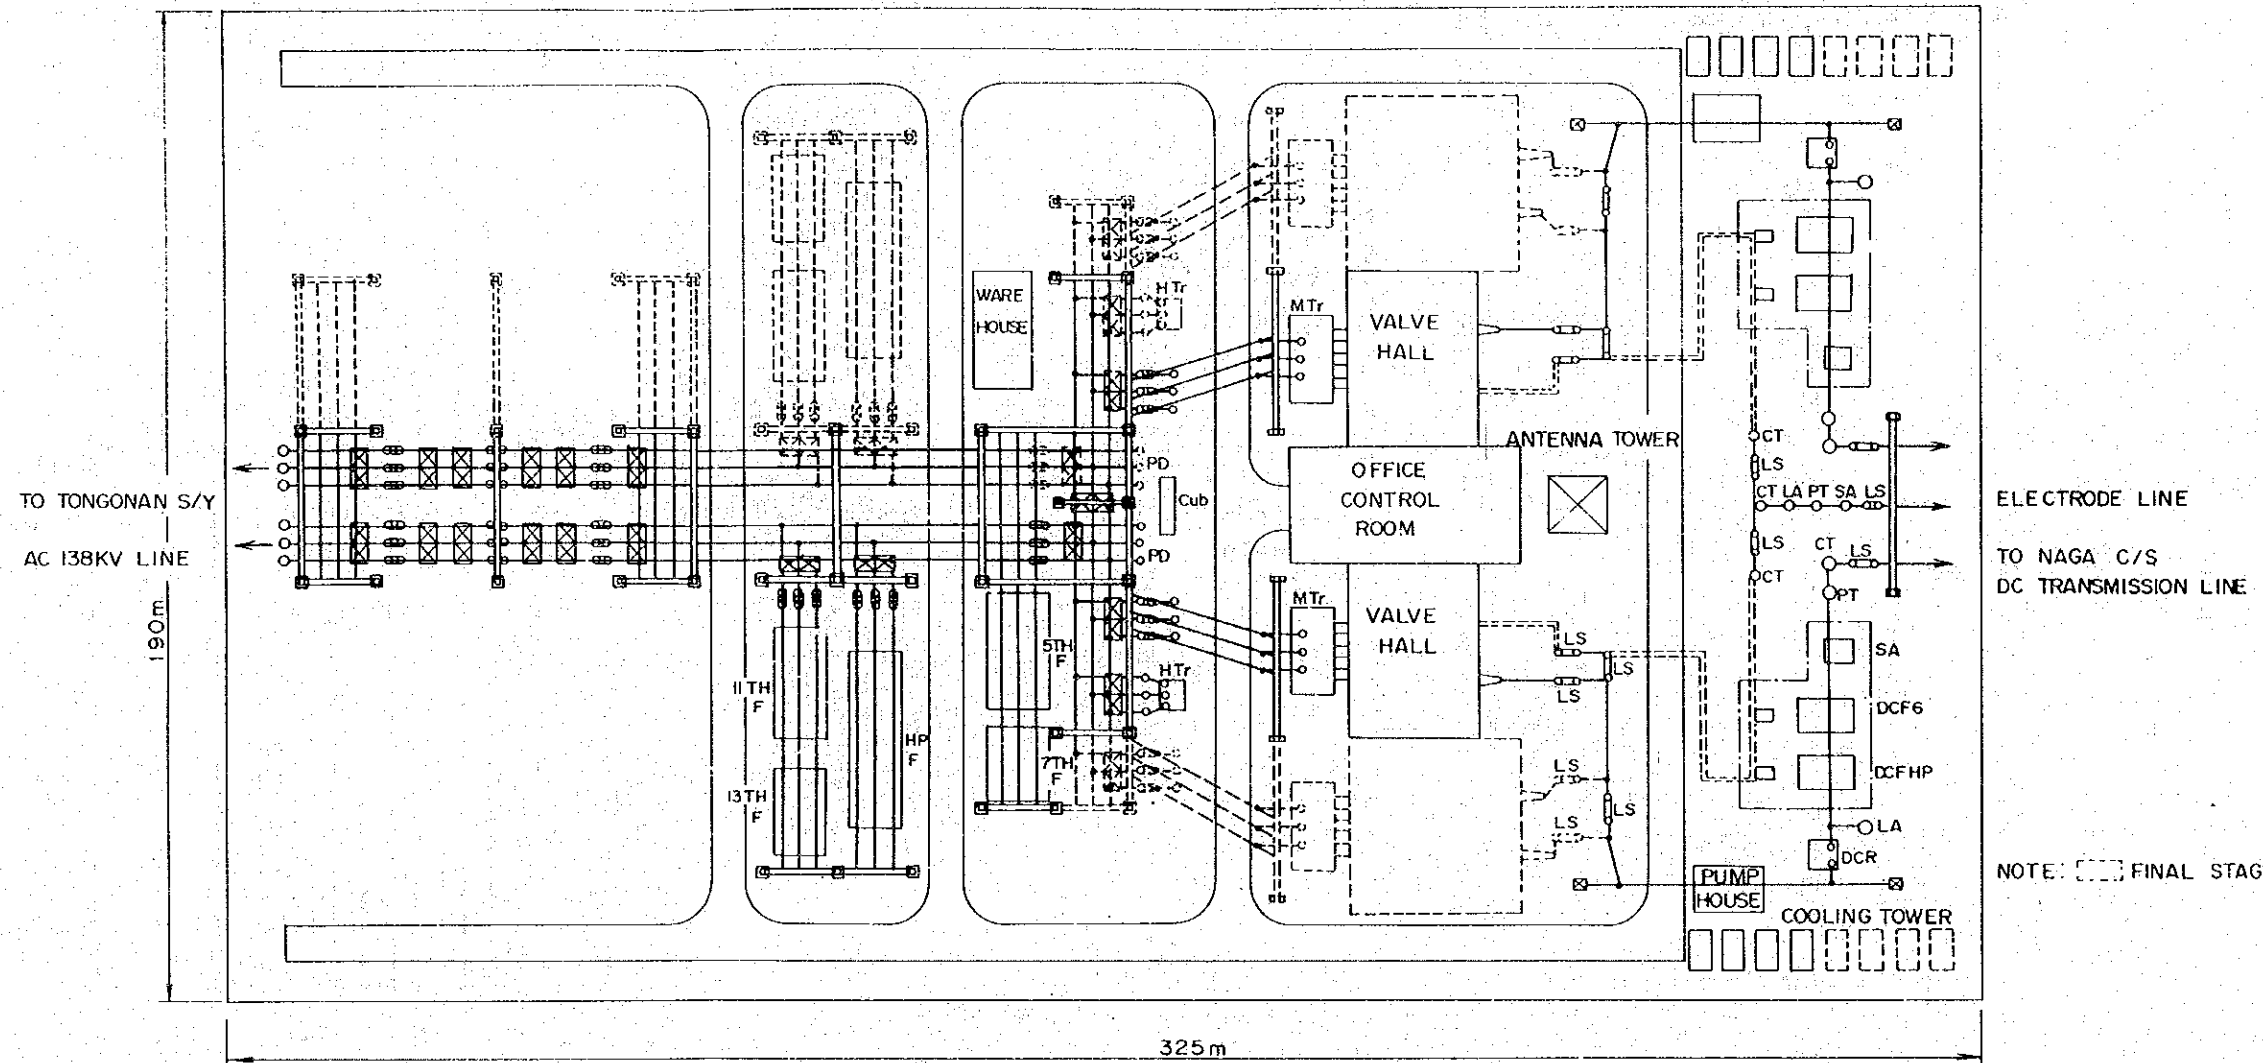 WARE
HOUSE
HTr
MTr
VALVE
HALL
ANTENNA TOWER
CT
LS
PD
OFFICE
CONTROL
ROOM
CT LA PT SA LS
ELECTRODE LINE
TO TONGONAN S/Y
Cub
AC 138KV LINE
PD
LS
CT
LS
TO NAGA C/S
DC TRANSMISSION LINE
CT
PT
MTr
VALVE
HALL
LS
LS
LS
SA
5TH
F
HTr
11TH
F
DCF6
HP
F
7TH
F
LS
DCFHP
13TH
F
LS
LS
LA
DCR
PUMP
HOUSE
NOTE: FINAL STAG
COOLING TOWER
190m
325m